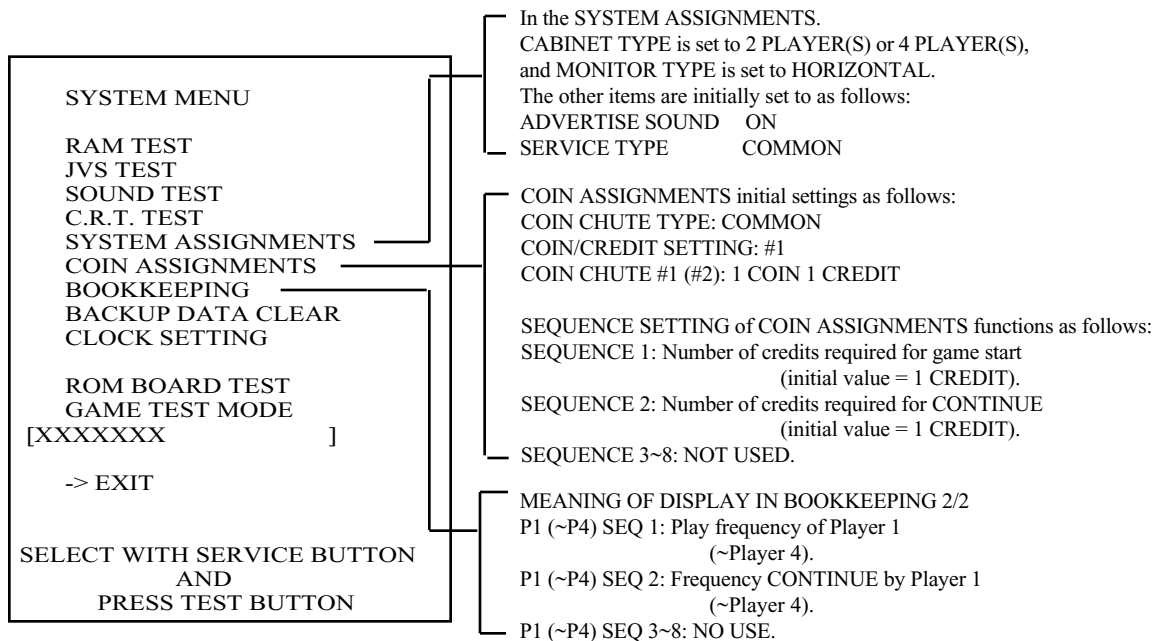 SYSTEM MENU
RAM TEST
JVS TEST
SOUND TEST
C.R.T. TEST
SYSTEM ASSIGNMENTS
COIN ASSIGNMENTS
BOOKKEEPING
BACKUP DATA CLEAR
CLOCK SETTING
ROM BOARD TEST
GAME TEST MODE
[XXXXXXX ]
-> EXIT
SELECT WITH SERVICE BUTTON
AND
PRESS TEST BUTTON
In the SYSTEM ASSIGNMENTS.
CABINET TYPE is set to 2 PLAYER(S) or 4 PLAYER(S),
and MONITOR TYPE is set to HORIZONTAL.
The other items are initially set to as follows:
ADVERTISE SOUND ON
SERVICE TYPE COMMON
COIN ASSIGNMENTS initial settings as follows:
COIN CHUTE TYPE: COMMON
COIN/CREDIT SETTING: #1
COIN CHUTE #1 (#2): 1 COIN 1 CREDIT
SEQUENCE SETTING of COIN ASSIGNMENTS functions as follows:
SEQUENCE 1: Number of credits required for game start
(initial value = 1 CREDIT).
SEQUENCE 2: Number of credits required for CONTINUE
(initial value = 1 CREDIT).
SEQUENCE 3~8: NOT USED.
MEANING OF DISPLAY IN BOOKKEEPING 2/2
P1 (~P4) SEQ 1: Play frequency of Player 1
(~Player 4).
P1 (~P4) SEQ 2: Frequency CONTINUE by Player 1
(~Player 4).
P1 (~P4) SEQ 3~8: NO USE.